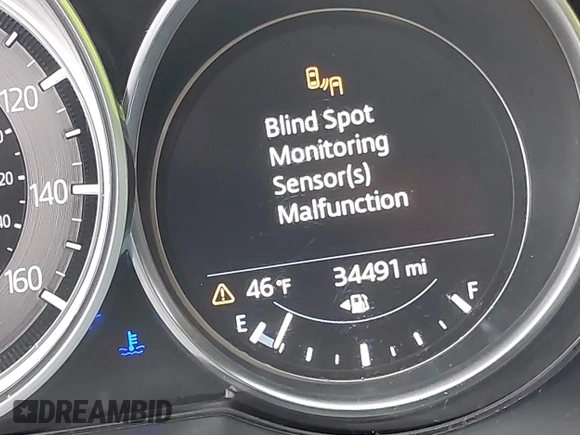 120
140
160
Blind Spot
Monitoring
Sensor(s)
Malfunction
46°F 34491 mi
E F
DREAMBID